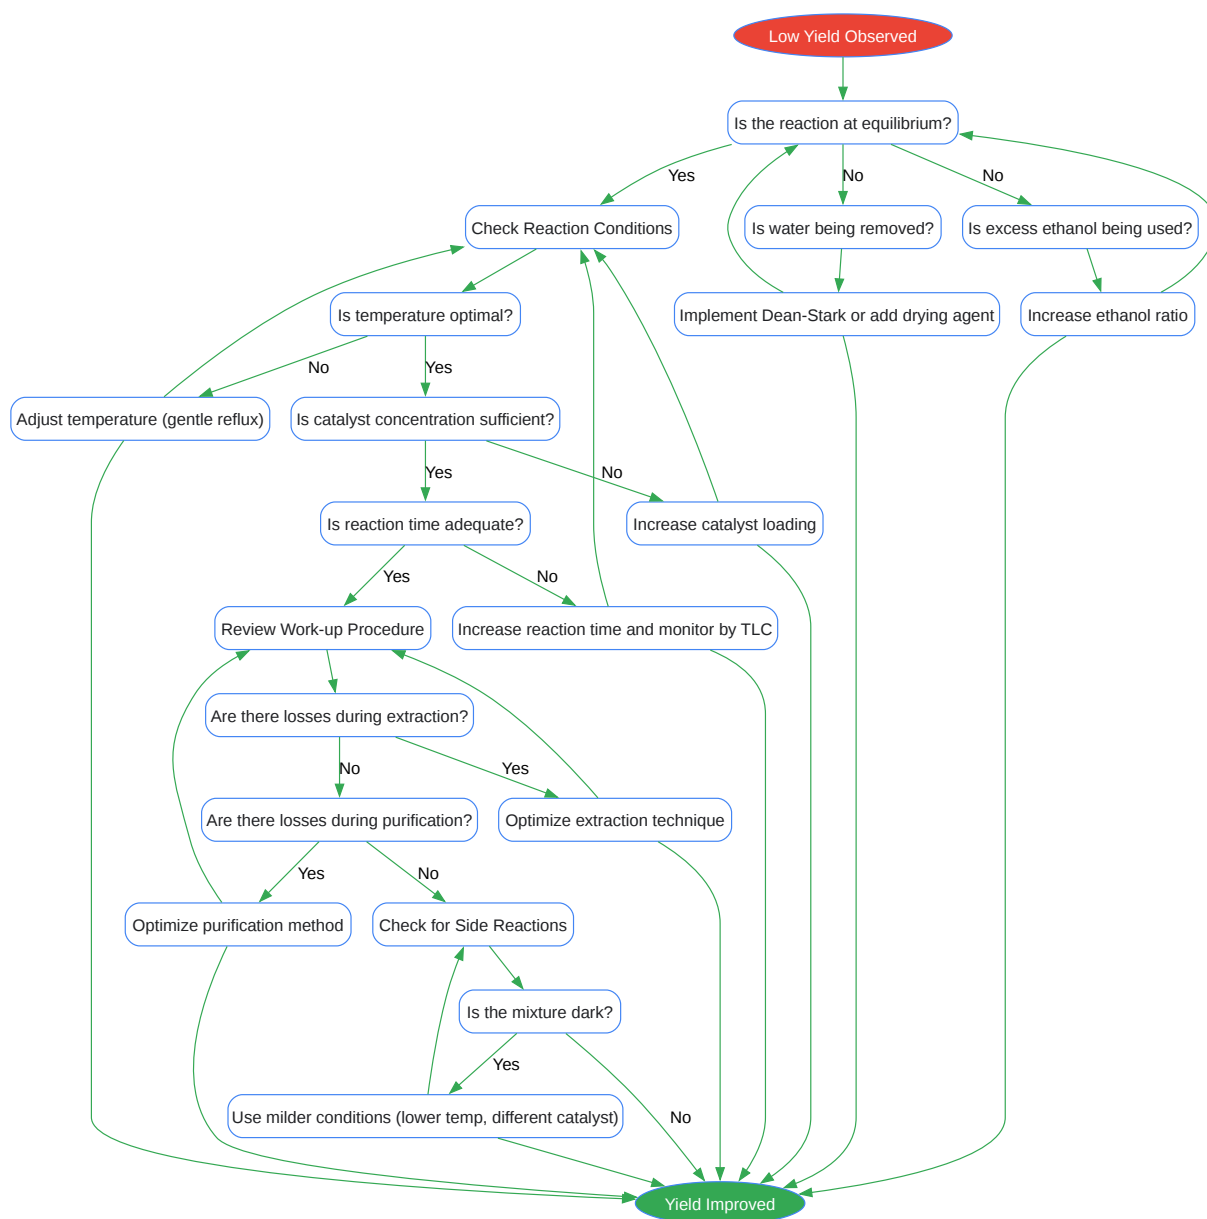 Low Yield Observed
Is the reaction at equilibrium?
Yes
No
No
Check Reaction Conditions
Is water being removed?
Is excess ethanol being used?
Is temperature optimal?
Implement Dean-Stark or add drying agent
Increase ethanol ratio
No
Yes
Adjust temperature (gentle reflux)
Is catalyst concentration sufficient?
Yes
No
Is reaction time adequate?
Increase catalyst loading
Yes
No
Review Work-up Procedure
Increase reaction time and monitor by TLC
Are there losses during extraction?
No
Yes
Are there losses during purification?
Optimize extraction technique
Yes
No
Optimize purification method
Check for Side Reactions
Is the mixture dark?
Yes
No
Use milder conditions (lower temp, different catalyst)
Yield Improved